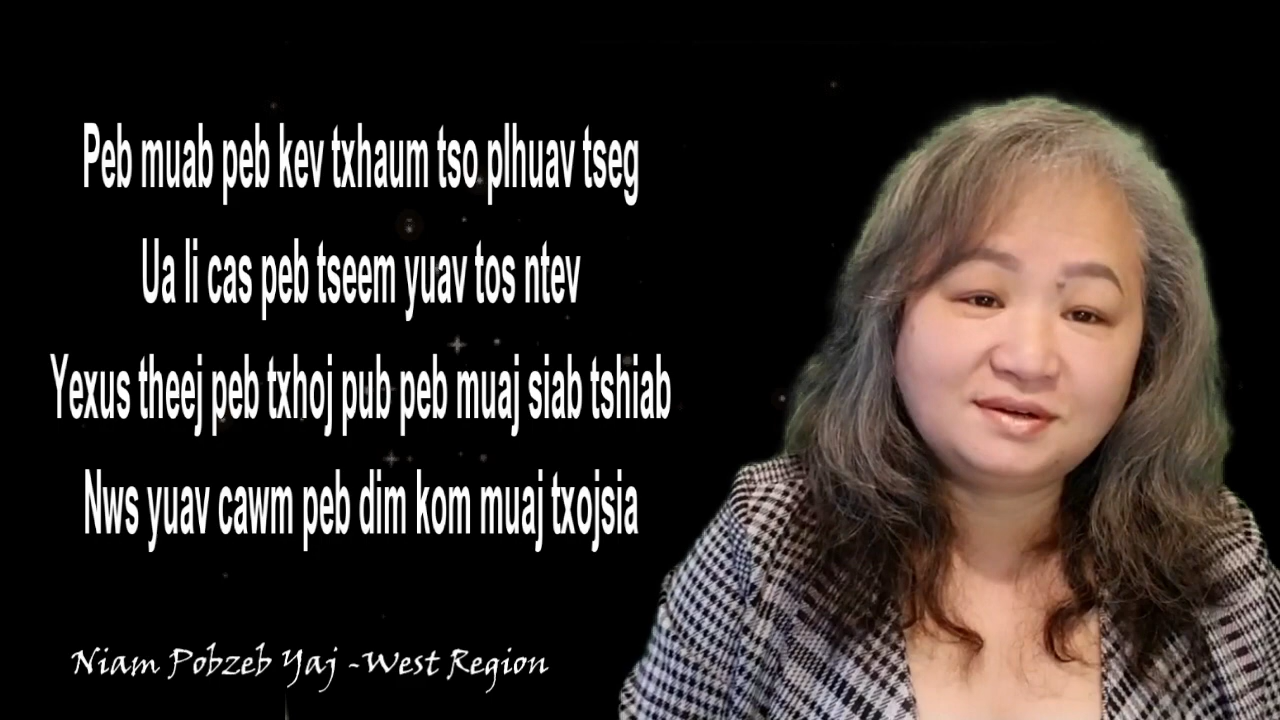 Peb muab peb kev txhaum tso plhuav tseg
Ua li cas peb tseem yuav tos ntev
Yexus theej peb txhoj pub peb muaj siab tshiab
Nws yuav cawm peb dim kom muaj txojsia
Niam Pobzeb Yaj -West Region